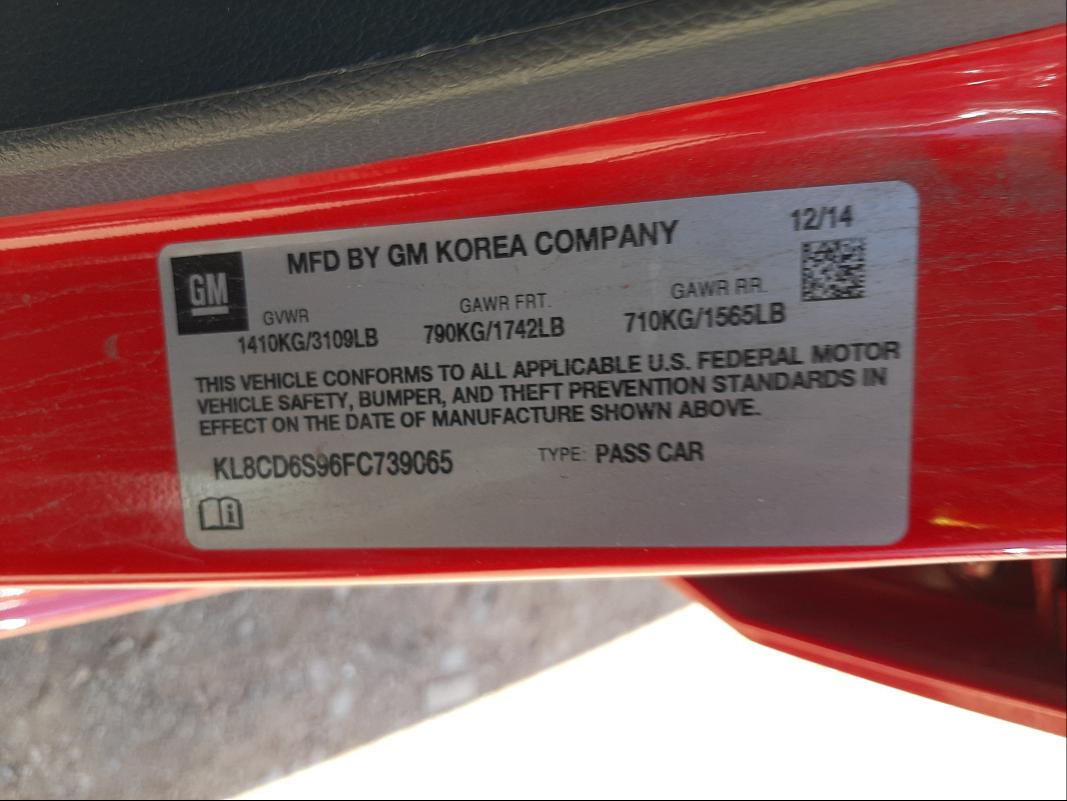 MFD BY GM KOREA COMPANY
12/14
GM
GVWR
1410KG/3109LB
GAWR FRT.
790KG/1742LB
GAWR RR.
710KG/1565LB
THIS VEHICLE CONFORMS TO ALL APPLICABLE U.S. FEDERAL MOTOR
VEHICLE SAFETY, BUMPER, AND THEFT PREVENTION STANDARDS IN
EFFECT ON THE DATE OF MANUFACTURE SHOWN ABOVE.
KL8CD6S96FC739065
TYPE: PASS CAR
i